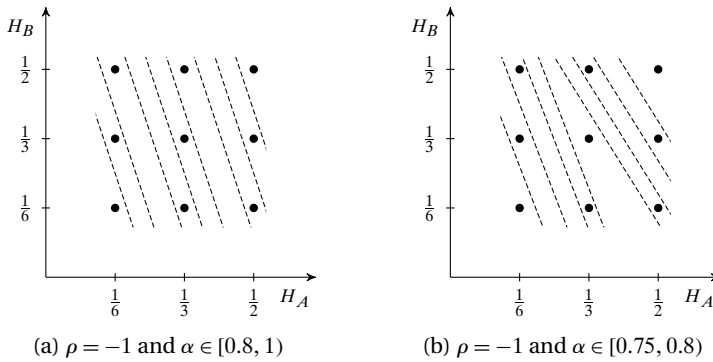 H_B
1/2
1/3
1/6
1/6
1/3
1/2
H_A
(a) ρ = −1 and α ∈ [0.8, 1)
H_B
1/2
1/3
1/6
1/6
1/3
1/2
H_A
(b) ρ = −1 and α ∈ [0.75, 0.8)